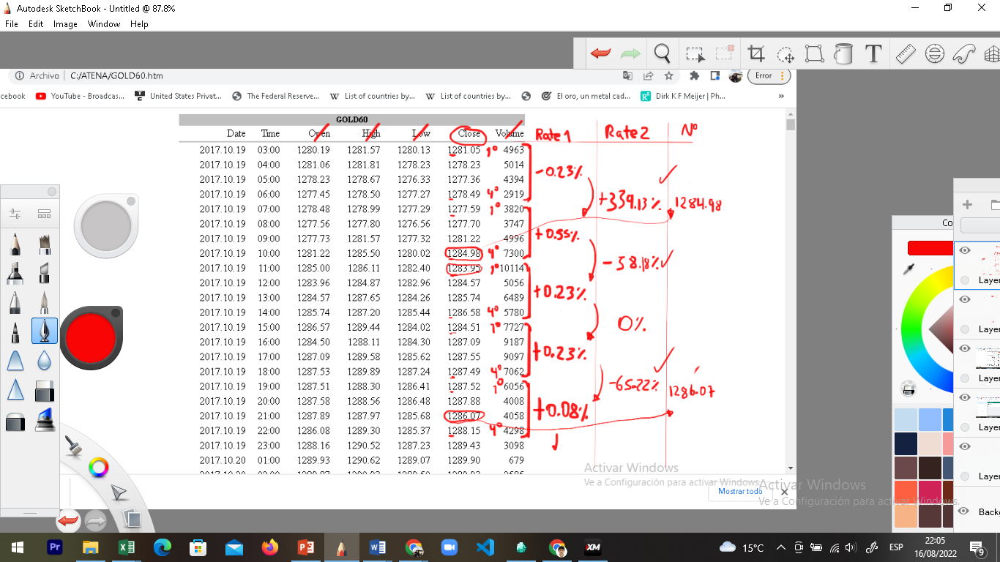 Autodesk SketchBook - Untitled @ 87.8%
File Edit Image Window Help
Archivo C:/ATENA/GOLD60.htm Error
cebook YouTube - Broadcas... United States Privat... The Federal Reserve... List of countries by... List of countries by... El oro, un metal cad... Dirk K F Meijer | Ph... »
GOLD60
Date Time Open High Low Close Volume Rate 1 Rate 2 N°
2017.10.19 03:00 1280.19 1281.57 1280.13 1281.05 1° 4963
2017.10.19 04:00 1281.06 1281.81 1278.23 1278.23 5014
-0.23%
2017.10.19 05:00 1278.23 1278.67 1276.33 1277.36 4394
2017.10.19 06:00 1277.45 1278.50 1277.27 1278.49 4° 2919
+339.13% 1284.98
2017.10.19 07:00 1278.48 1278.99 1277.29 1277.59 1° 3820
2017.10.19 08:00 1277.56 1277.80 1276.56 1277.70 3747
+0.55%
2017.10.19 09:00 1277.73 1281.57 1277.32 1281.22 4996
2017.10.19 10:00 1281.22 1285.50 1280.02 1284.98 4° 7300
-58.18%
2017.10.19 11:00 1285.00 1286.11 1282.40 1283.95 1° 10114
2017.10.19 12:00 1283.96 1284.87 1282.96 1284.57 5056
+0.23%
2017.10.19 13:00 1284.57 1287.65 1284.26 1285.74 6489
2017.10.19 14:00 1285.74 1287.20 1285.44 1286.58 4° 5780
0%
2017.10.19 15:00 1286.57 1289.44 1284.02 1284.51 1° 7727
2017.10.19 16:00 1284.50 1288.11 1284.30 1287.09 9187
+0.23%
2017.10.19 17:00 1287.09 1289.58 1285.62 1287.55 9097
2017.10.19 18:00 1287.53 1289.89 1287.24 1287.49 4° 7062
-65.22% 1286.07
2017.10.19 19:00 1287.51 1288.30 1286.41 1287.52 1° 6056
2017.10.19 20:00 1287.58 1288.56 1286.48 1287.88 4008
+0.08%
2017.10.19 21:00 1287.89 1287.97 1285.68 1286.07 4058
2017.10.19 22:00 1286.08 1289.30 1285.37 1288.15 4° 4298
2017.10.19 23:00 1288.16 1290.52 1287.23 1289.43 3098
2017.10.20 01:00 1289.93 1290.62 1289.07 1289.90 679
Activar Windows
Ve a Configuración para activar Windows.
Mostrar todo
Activar Windows
Ve a Configuración para activar Windows.
Co
Layer
Layer
Layer
Layer
Layer
Backg
15°C ESP 22:05
16/08/2022 9
Pr
XM